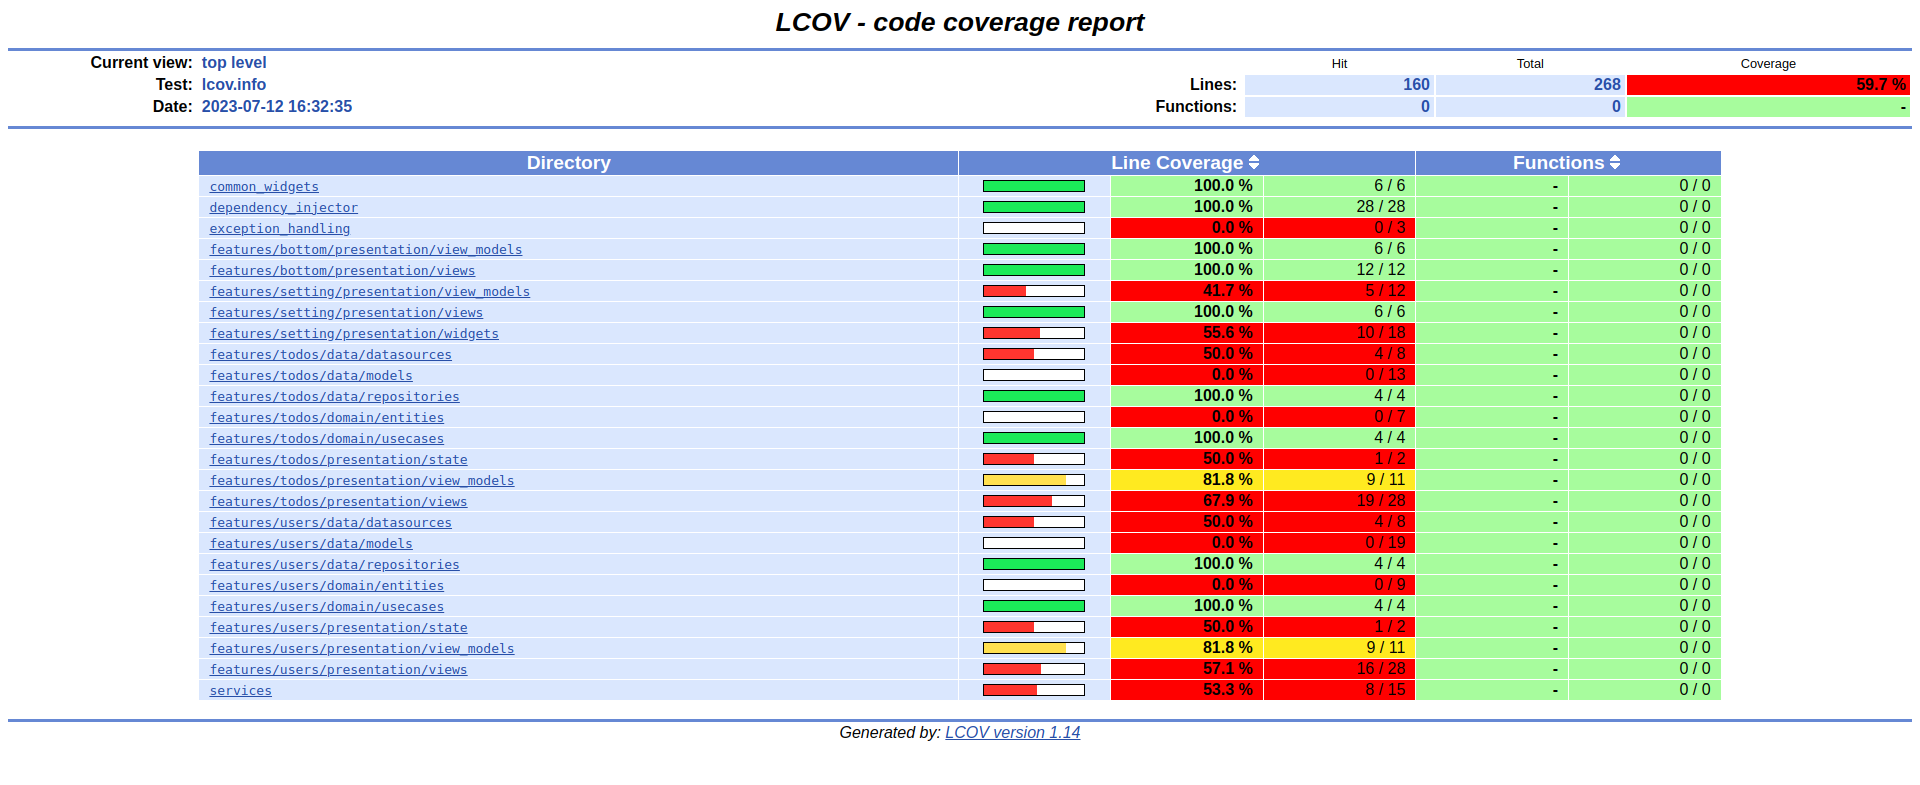 LCOV - code coverage report
Current view: top level Hit Total Coverage
Test: lcov.info Lines: 160 268 59.7 %
Date: 2023-07-12 16:32:35 Functions: 0 0 -
Directory Line Coverage Functions
common_widgets 100.0 % 6 / 6 - 0 / 0
dependency_injector 100.0 % 28 / 28 - 0 / 0
exception_handling 0.0 % 0 / 3 - 0 / 0
features/bottom/presentation/view_models 100.0 % 6 / 6 - 0 / 0
features/bottom/presentation/views 100.0 % 12 / 12 - 0 / 0
features/setting/presentation/view_models 41.7 % 5 / 12 - 0 / 0
features/setting/presentation/views 100.0 % 6 / 6 - 0 / 0
features/setting/presentation/widgets 55.6 % 10 / 18 - 0 / 0
features/todos/data/datasources 50.0 % 4 / 8 - 0 / 0
features/todos/data/models 0.0 % 0 / 13 - 0 / 0
features/todos/data/repositories 100.0 % 4 / 4 - 0 / 0
features/todos/domain/entities 0.0 % 0 / 7 - 0 / 0
features/todos/domain/usecases 100.0 % 4 / 4 - 0 / 0
features/todos/presentation/state 50.0 % 1 / 2 - 0 / 0
features/todos/presentation/view_models 81.8 % 9 / 11 - 0 / 0
features/todos/presentation/views 67.9 % 19 / 28 - 0 / 0
features/users/data/datasources 50.0 % 4 / 8 - 0 / 0
features/users/data/models 0.0 % 0 / 19 - 0 / 0
features/users/data/repositories 100.0 % 4 / 4 - 0 / 0
features/users/domain/entities 0.0 % 0 / 9 - 0 / 0
features/users/domain/usecases 100.0 % 4 / 4 - 0 / 0
features/users/presentation/state 50.0 % 1 / 2 - 0 / 0
features/users/presentation/view_models 81.8 % 9 / 11 - 0 / 0
features/users/presentation/views 57.1 % 16 / 28 - 0 / 0
services 53.3 % 8 / 15 - 0 / 0
Generated by: LCOV version 1.14